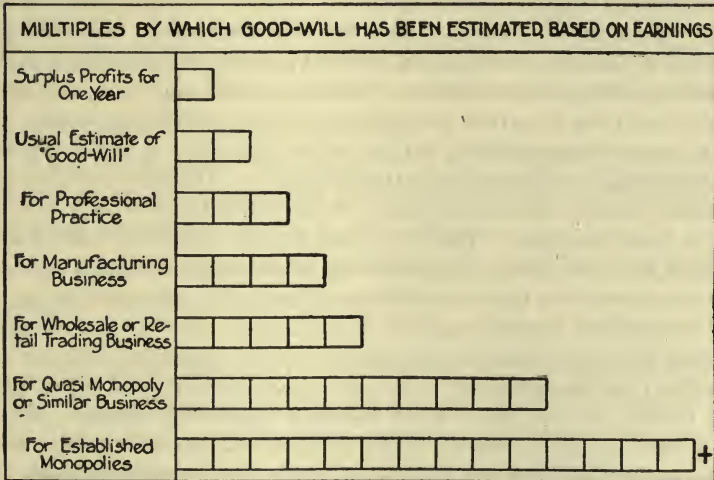 MULTIPLES BY WHICH GOOD-WILL HAS BEEN ESTIMATED, BASED ON EARNINGS
Surplus Profits for
One Year
Usual Estimate of
"Good-Will"
For Professional
Practice
For Manufacturing
Business
For Wholesale or Re-
tail Trading Business
For Quasi Monopoly
or Similar Business
For Established
Monopolies
+